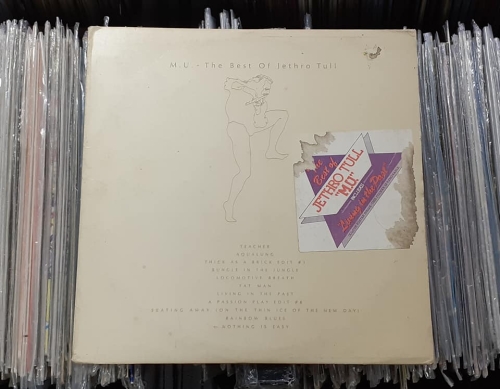 M.U. - The Best Of Jethro Tull
The Best of
JETHRO TULL
"M.U."
INCLUDES
Living in the Past
TEACHER
AQUALUNG
THICK AS A BRICK EDIT #1
BUNGLE IN THE JUNGLE
LOCOMOTIVE BREATH
FAT MAN
LIVING IN THE PAST
A PASSION PLAY EDIT #8
SKATING AWAY (ON THE THIN ICE OF THE NEW DAY)
RAINBOW BLUES
NOTHING IS EASY